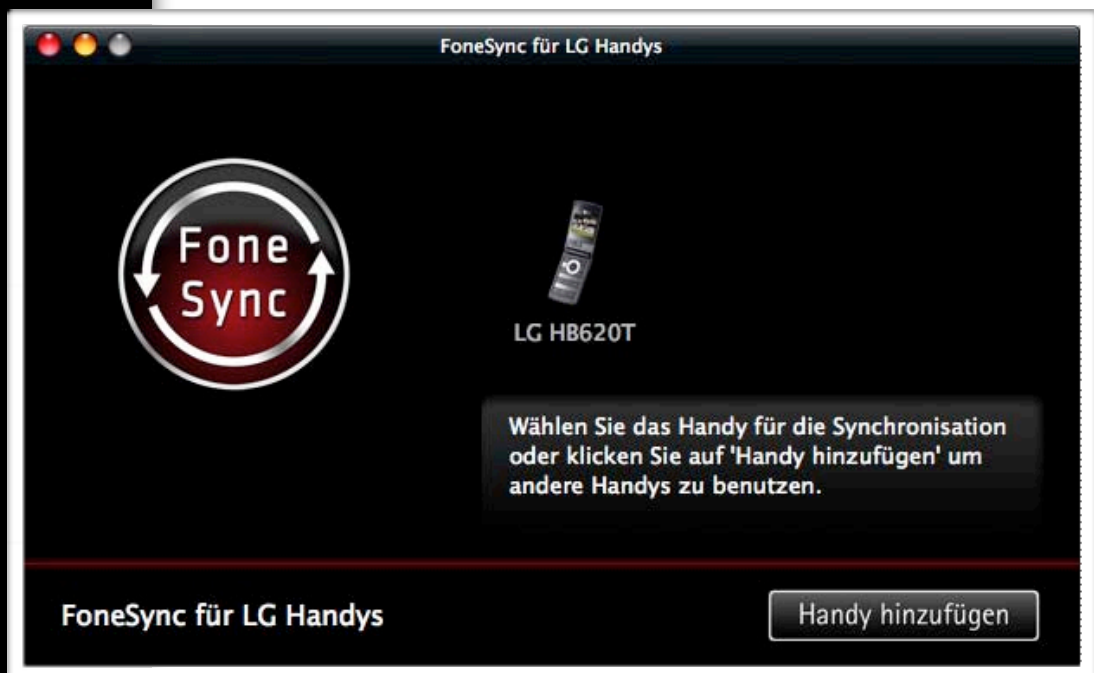 FoneSync für LG Handys
Fone
Sync
LG HB620T
Wählen Sie das Handy für die Synchronisation
oder klicken Sie auf 'Handy hinzufügen' um
andere Handys zu benutzen.
FoneSync für LG Handys
Handy hinzufügen